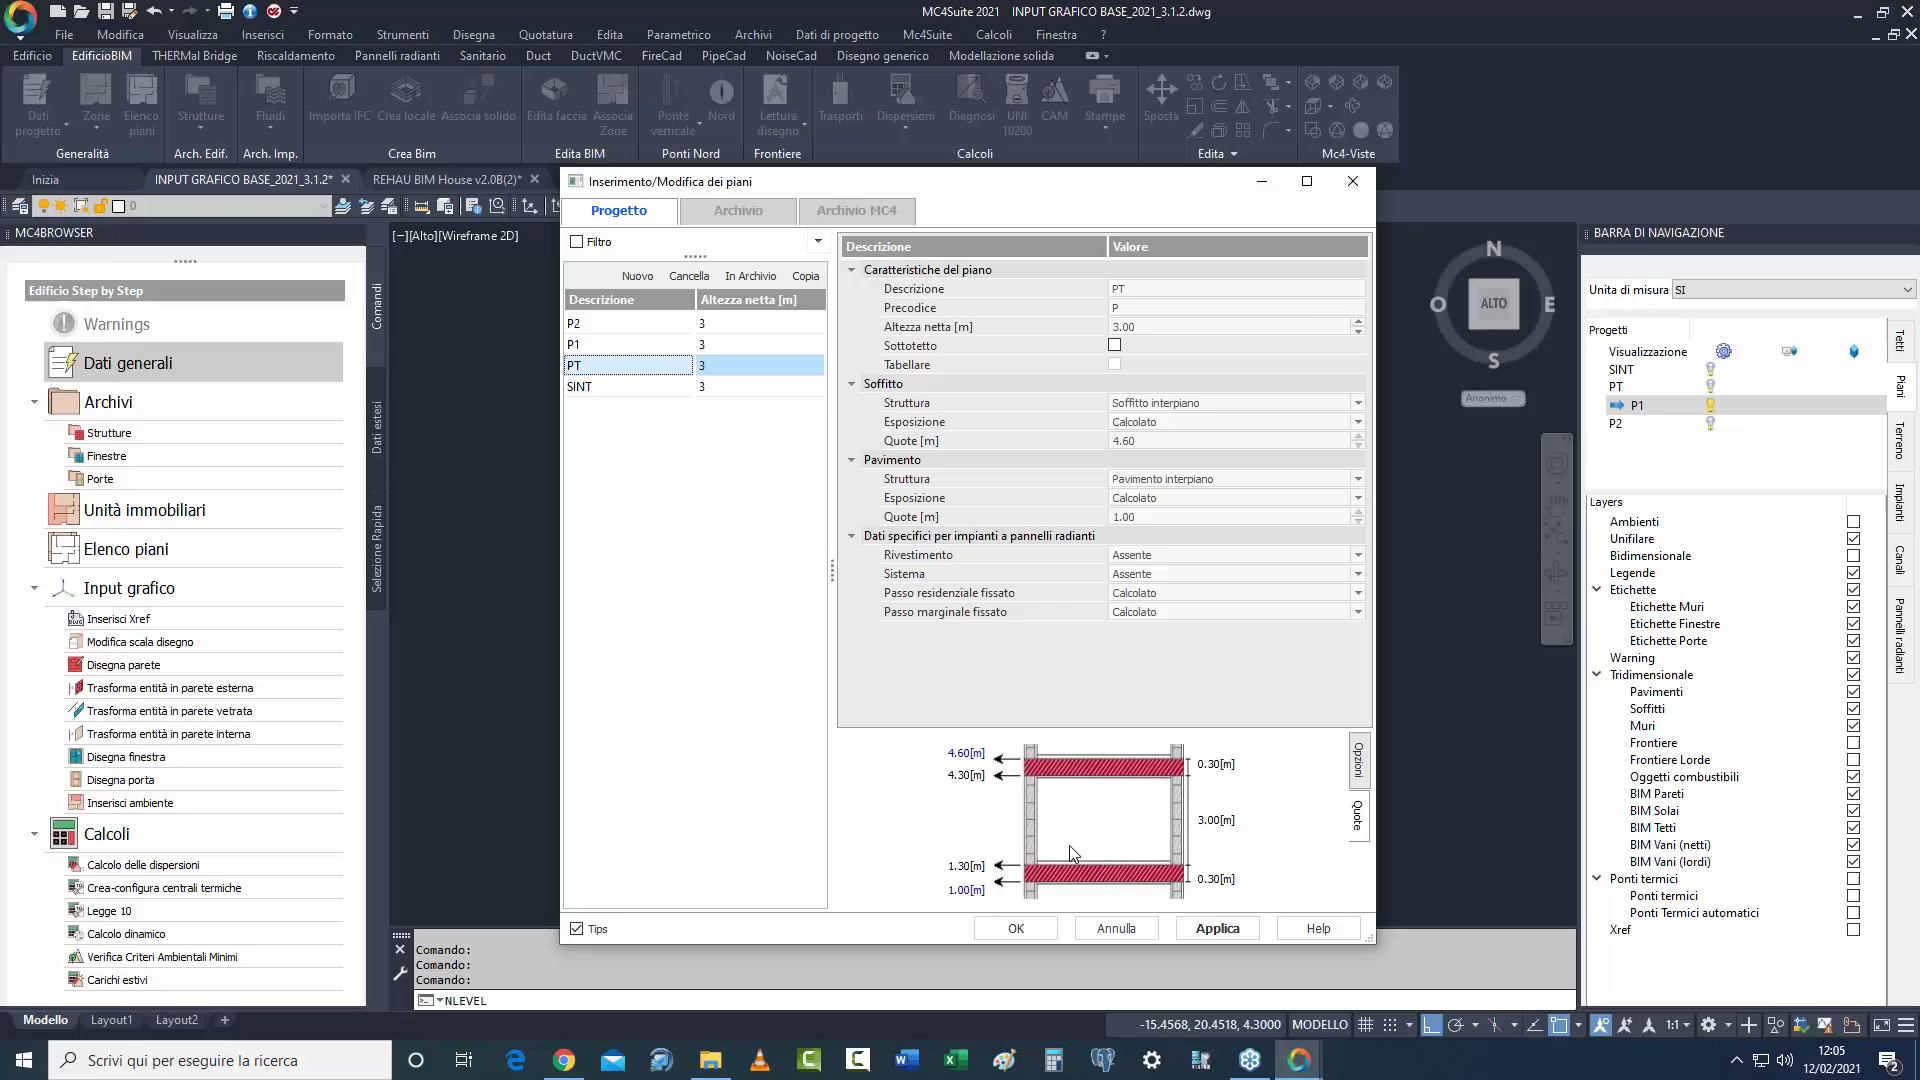 MC4Suite 2021 INPUT GRAFICO BASE_2021_3.1.2.dwg
File Modifica Visualizza Inserisci Formato Strumenti Disegna Quotatura Edita Parametrico Archivi Dati di progetto Mc4Suite Calcoli Finestra ?
Edificio EdificioBIM THERMal Bridge Riscaldamento Pannelli radianti Sanitario Duct DuctVMC FireCad PipeCad NoiseCad Disegno generico Modellazione solida
Dati progetto Zone Elenco piani Strutture Fluidi Importa IFC Crea locale Associa solido Edita faccia Associa Zone Ponte verticale Nord Lettura disegno Trasporti Dispersioni Diagnosi UNI 10200 CAM Stampe Sposta
Generalità Arch. Edif. Arch. Imp. Crea Bim Edita BIM Ponti Nord Frontiere Calcoli Edita Mc4-Viste
Inizia INPUT GRAFICO BASE_2021_3.1.2* REHAU BIM House v2.0B(2)*
0
MC4BROWSER
Edificio Step by Step
Warnings
Dati generali
Archivi
Strutture
Finestre
Porte
Unità immobiliari
Elenco piani
Input grafico
Inserisci Xref
Modifica scala disegno
Disegna parete
Trasforma entità in parete esterna
Trasforma entità in parete vetrata
Trasforma entità in parete interna
Disegna finestra
Disegna porta
Inserisci ambiente
Calcoli
Calcolo delle dispersioni
Crea-configura centrali termiche
Legge 10
Calcolo dinamico
Verifica Criteri Ambientali Minimi
Carichi estivi
Comandi
Dati estesi
Selezione Rapida
[−][Alto][Wireframe 2D]
Inserimento/Modifica dei piani
Progetto Archivio Archivio MC4
Filtro
Nuovo Cancella In Archivio Copia
Descrizione Altezza netta [m]
P2 3
P1 3
PT 3
SINT 3
Descrizione Valore
Caratteristiche del piano
Descrizione PT
Precodice P
Altezza netta [m] 3.00
Sottotetto
Tabellare
Soffitto
Struttura Soffitto interpiano
Esposizione Calcolato
Quote [m] 4.60
Pavimento
Struttura Pavimento interpiano
Esposizione Calcolato
Quote [m] 1.00
Dati specifici per impianti a pannelli radianti
Rivestimento Assente
Sistema Assente
Passo residenziale fissato Calcolato
Passo marginale fissato Calcolato
4.60[m]
4.30[m]
0.30[m]
3.00[m]
1.30[m]
1.00[m]
0.30[m]
Opzioni
Quote
Tips
OK Annulla Applica Help
N
O ALTO E
S
Anonimo
BARRA DI NAVIGAZIONE
Unita di misura SI
Progetti
Visualizzazione
SINT
PT
P1
P2
Tetti
Piani
Terreno
Impianti
Canali
Pannelli radianti
Layers
Ambienti
Unifilare
Bidimensionale
Legende
Etichette
Etichette Muri
Etichette Finestre
Etichette Porte
Warning
Tridimensionale
Pavimenti
Soffitti
Muri
Frontiere
Frontiere Lorde
Oggetti combustibili
BIM Pareti
BIM Solai
BIM Tetti
BIM Vani (netti)
BIM Vani (lordi)
Ponti termici
Ponti termici
Ponti Termici automatici
Xref
Comando:
Comando:
Comando:
NLEVEL
Modello Layout1 Layout2 +
-15.4568, 20.4518, 4.3000 MODELLO 1:1
Scrivi qui per eseguire la ricerca
12:05
12/02/2021
2